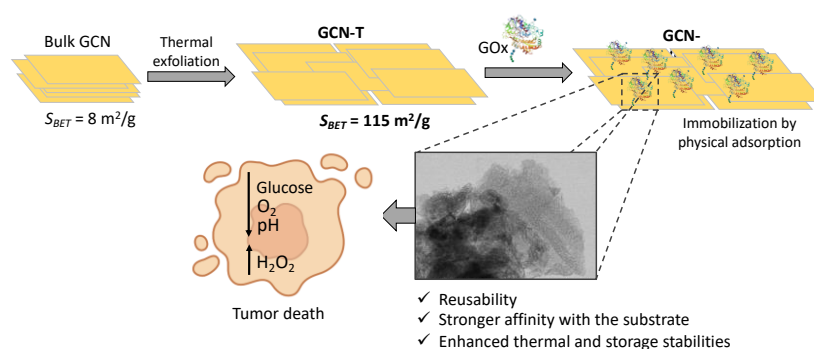 Bulk GCN
S_BET = 8 m²/g
Thermal
exfoliation
GCN-T
S_BET = 115 m²/g
GOx
GCN-
Immobilization by
physical adsorption
Glucose
O₂
pH
H₂O₂
Tumor death
✓ Reusability
✓ Stronger affinity with the substrate
✓ Enhanced thermal and storage stabilities